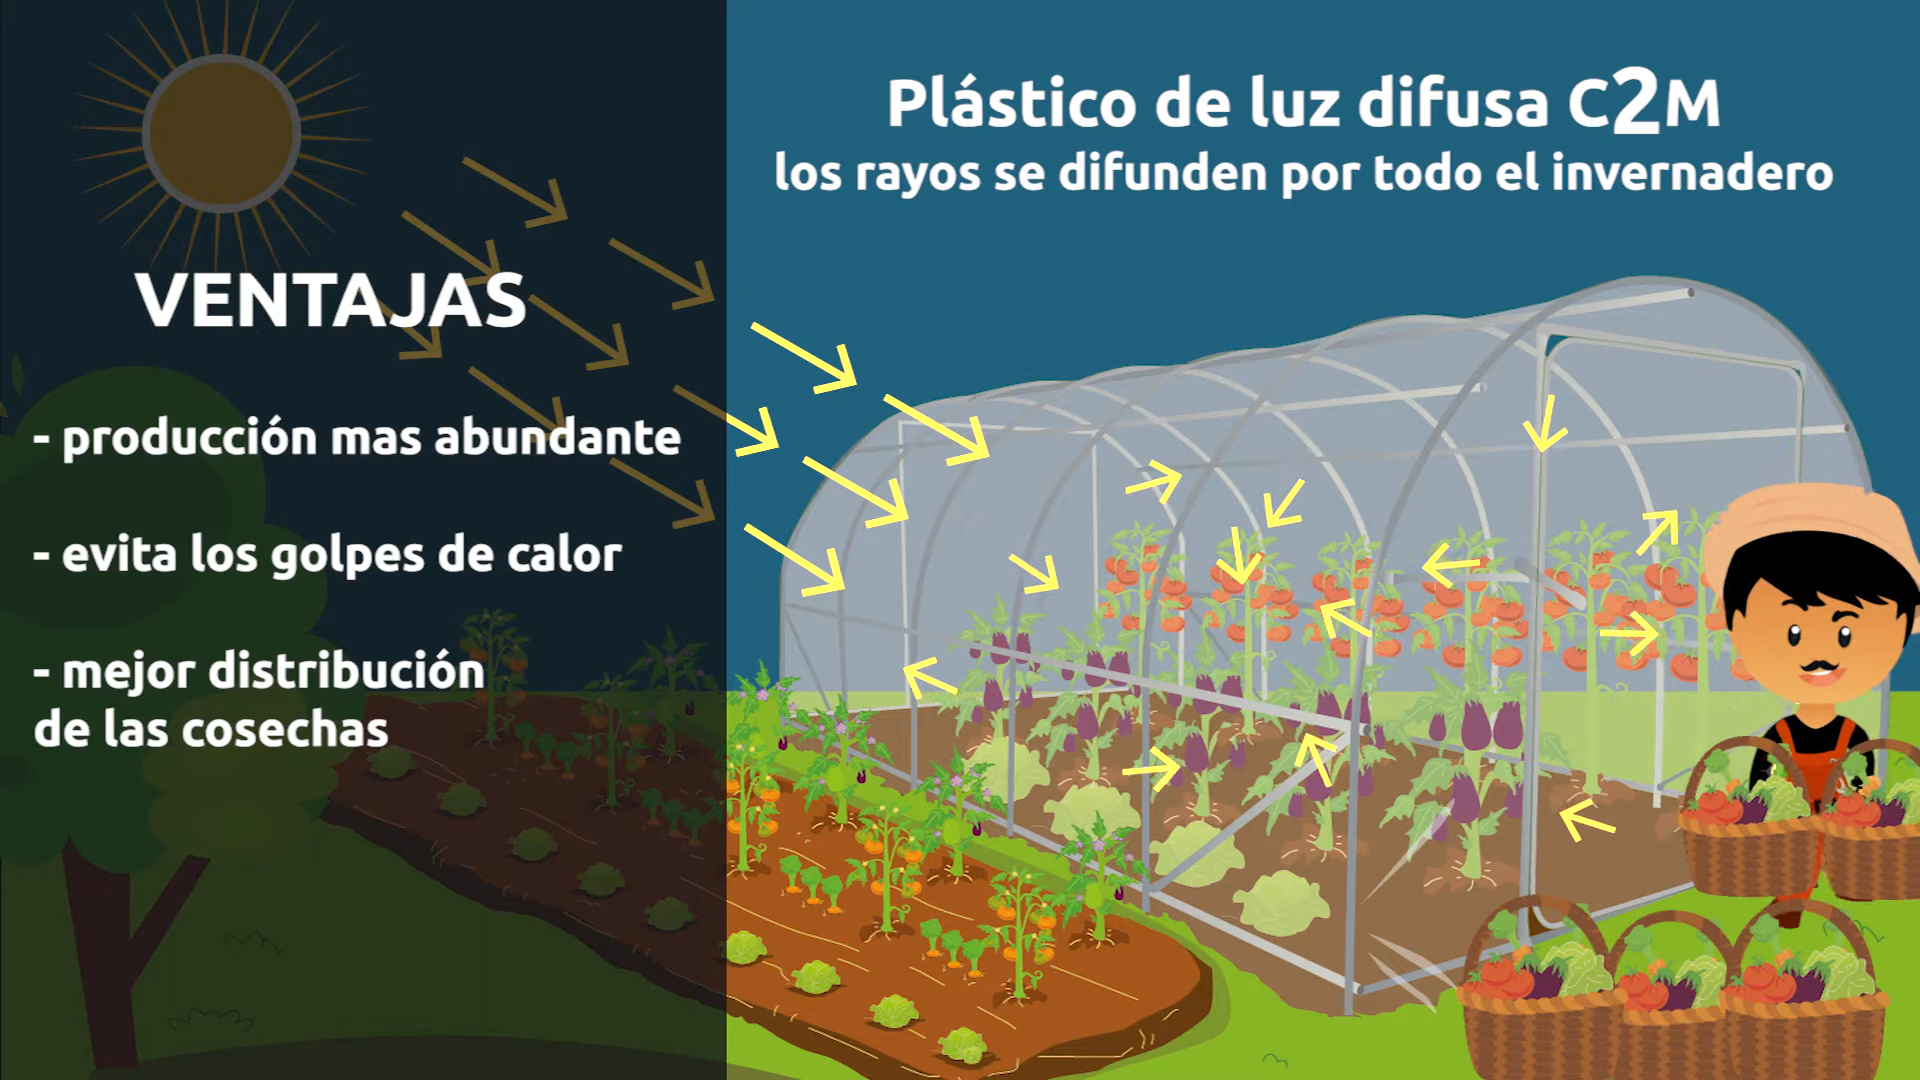 VENTAJAS
- producción mas abundante
- evita los golpes de calor
- mejor distribución
de las cosechas
Plástico de luz difusa C2M
los rayos se difunden por todo el invernadero